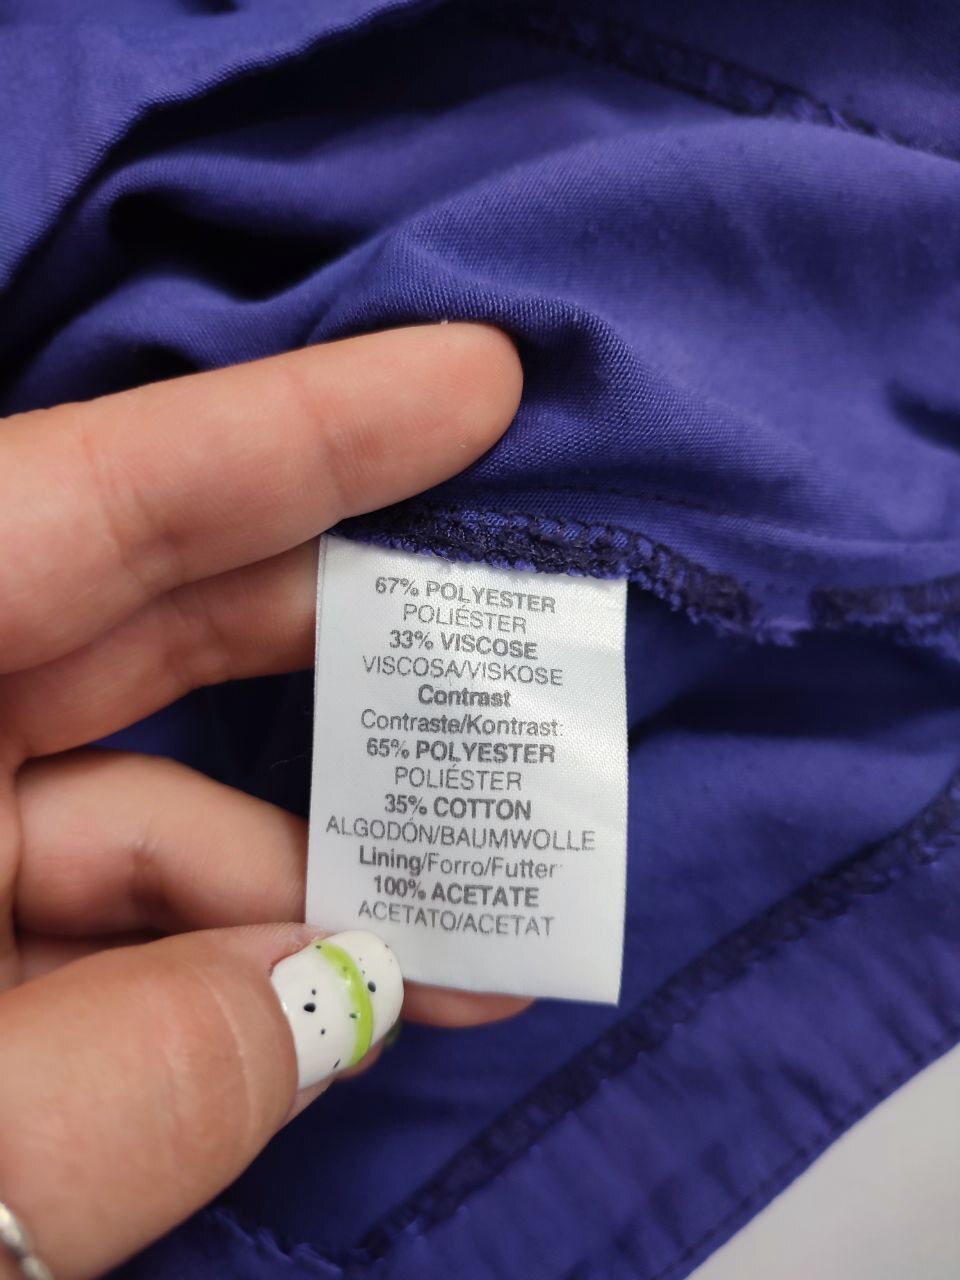 67% POLYESTER
POLIÉSTER
33% VISCOSE
VISCOSA/VISKOSE
Contrast
Contraste/Kontrast:
65% POLYESTER
POLIÉSTER
35% COTTON
ALGODÓN/BAUMWOLLE
Lining/Forro/Futter
100% ACETATE
ACETATO/ACETAT